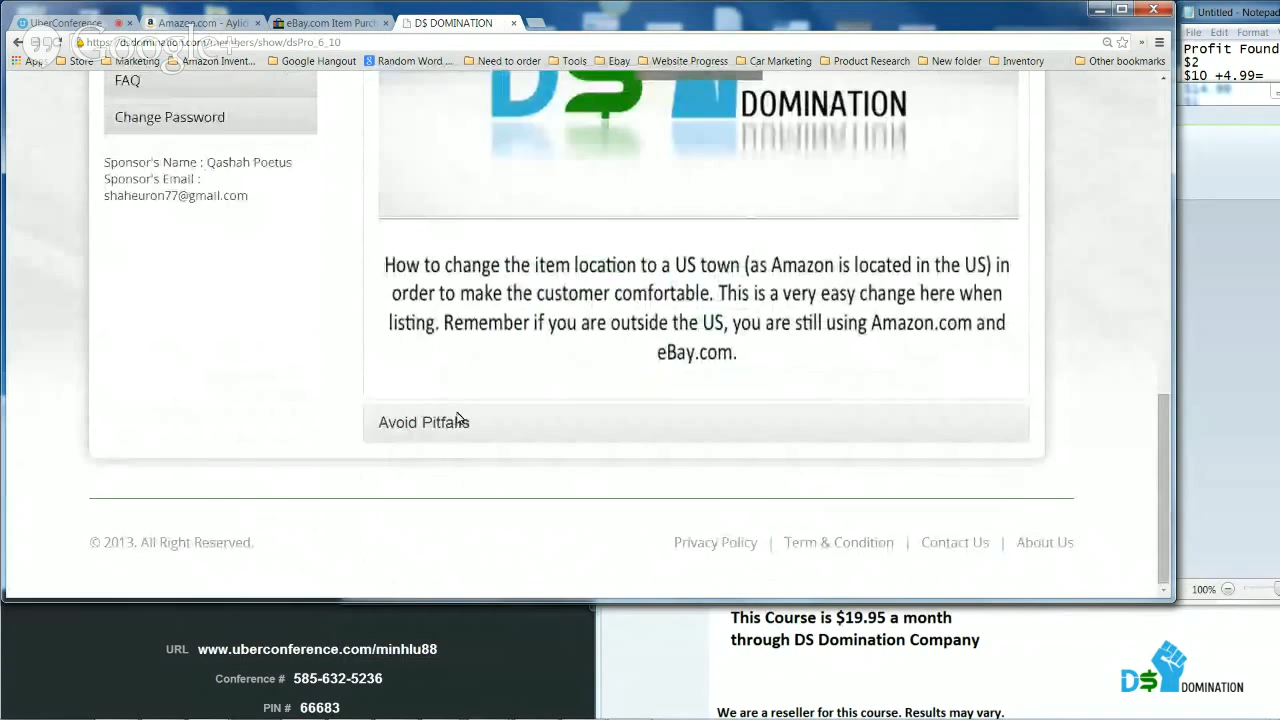 UberConference
Amazon.com - Aylio
eBay.com Item Purch
D$ DOMINATION
Untitled - Notepad
Google+
File Edit Format
Apps Store Marketing Amazon Invent... Google Hangout Random Word ... Need to order Tools Ebay Website Progress Car Marketing Product Research New folder Inventory Other bookmarks
Profit Found
$2
$10 +4.99=
FAQ
Change Password
Sponsor's Name : Qashah Poetus
Sponsor's Email :
shaheuron77@gmail.com
D$ DOMINATION
How to change the item location to a US town (as Amazon is located in the US) in
order to make the customer comfortable. This is a very easy change here when
listing. Remember if you are outside the US, you are still using Amazon.com and
eBay.com.
Avoid Pitfalls
© 2013. All Right Reserved.
Privacy Policy | Term & Condition | Contact Us | About Us
100%
URL www.uberconference.com/minhlu88
Conference # 585-632-5236
PIN # 66683
This Course is $19.95 a month
through DS Domination Company
D$ DOMINATION
We are a reseller for this course. Results may vary.